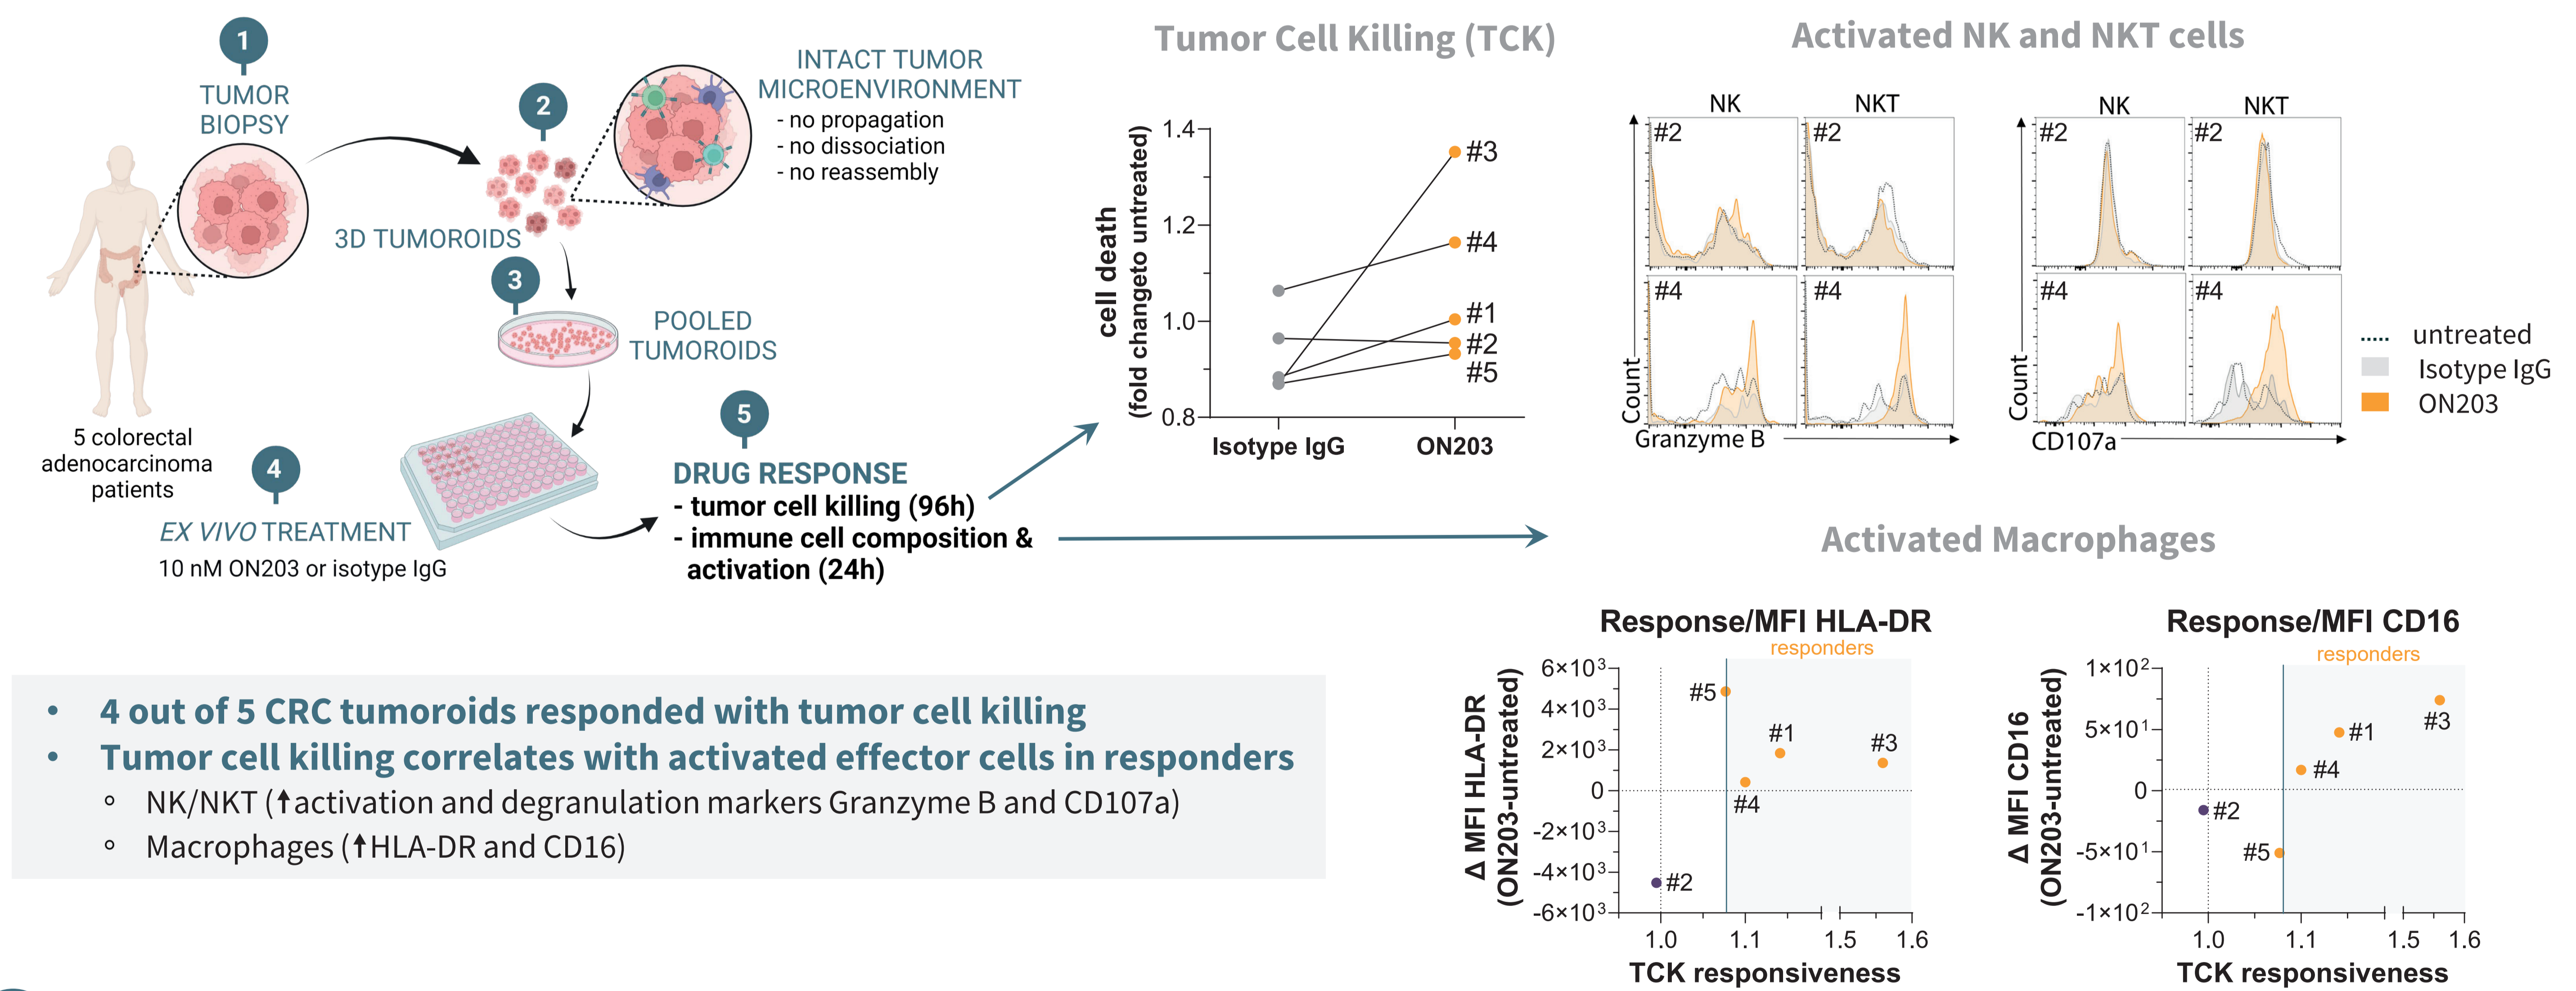 1
TUMOR
BIOPSY
2
INTACT TUMOR
MICROENVIRONMENT
- no propagation
- no dissociation
- no reassembly
3D TUMOROIDS
3
POOLED
TUMOROIDS
5 colorectal
adenocarcinoma
patients
4
EX VIVO TREATMENT
10 nM ON203 or isotype IgG
5
DRUG RESPONSE
- tumor cell killing (96h)
- immune cell composition &
activation (24h)
Tumor Cell Killing (TCK)
cell death
(fold changeto untreated)
1.4
1.2
1.0
0.8
#3
#4
#1
#2
#5
Isotype IgG
ON203
Activated NK and NKT cells
NK
NKT
#2
#2
#4
#4
Count
Granzyme B
NK
NKT
#2
#2
#4
#4
Count
CD107a
untreated
Isotype IgG
ON203
Activated Macrophages
Response/MFI HLA-DR
responders
Δ MFI HLA-DR
(ON203-untreated)
6×10³
4×10³
2×10³
0
-2×10³
-4×10³
-6×10³
#5
#1
#3
#4
#2
1.0
1.1
1.5
1.6
TCK responsiveness
Response/MFI CD16
responders
Δ MFI CD16
(ON203-untreated)
1×10²
5×10¹
0
-5×10¹
-1×10²
#3
#1
#4
#2
#5
1.0
1.1
1.5
1.6
TCK responsiveness
• 4 out of 5 CRC tumoroids responded with tumor cell killing
• Tumor cell killing correlates with activated effector cells in responders
◦ NK/NKT (↑activation and degranulation markers Granzyme B and CD107a)
◦ Macrophages (↑HLA-DR and CD16)